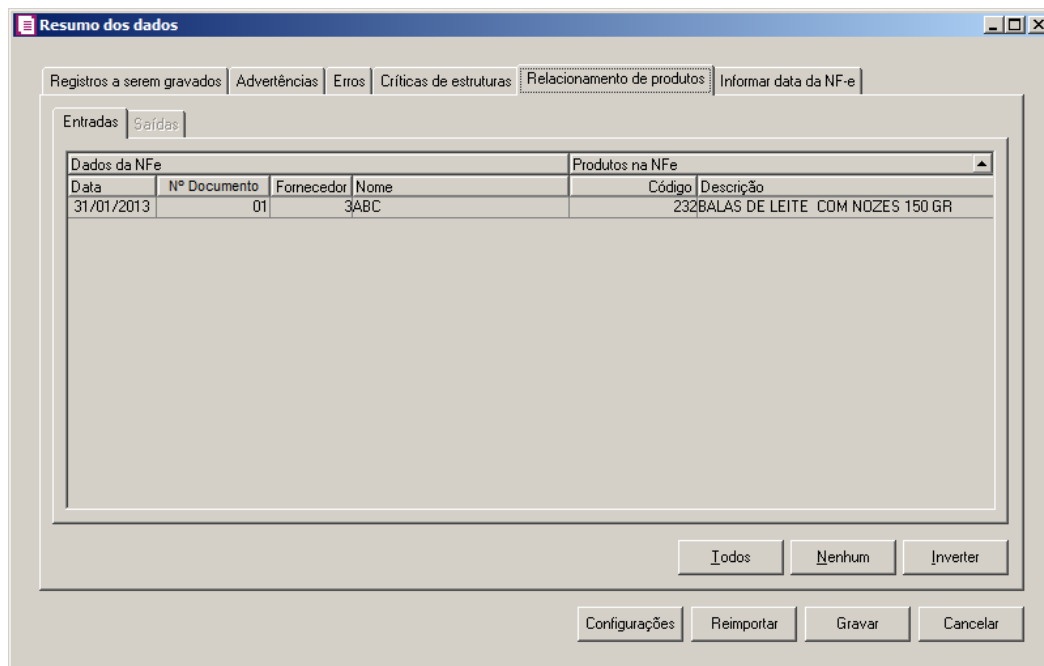 Resumo dos dados
Registros a serem gravados Advertências Erros Críticas de estruturas Relacionamento de produtos Informar data da NF-e
Entradas Saídas
Dados da NFe Produtos na NFe
Data Nº Documento Fornecedor Nome Código Descrição
31/01/2013 01 3 ABC 232 BALAS DE LEITE COM NOZES 150 GR
Todos Nenhum Inverter
Configurações Reimportar Gravar Cancelar